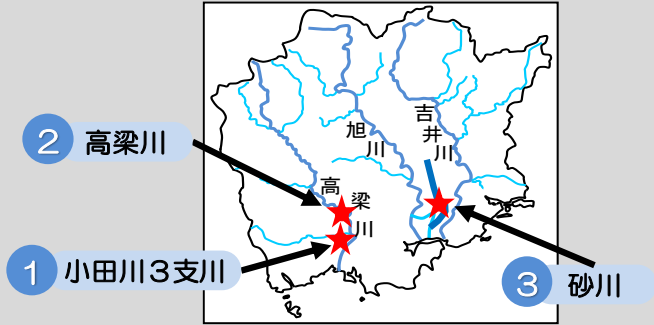 ② 高梁川
① 小田川3支川
③ 砂川
高梁川
旭川
吉井川